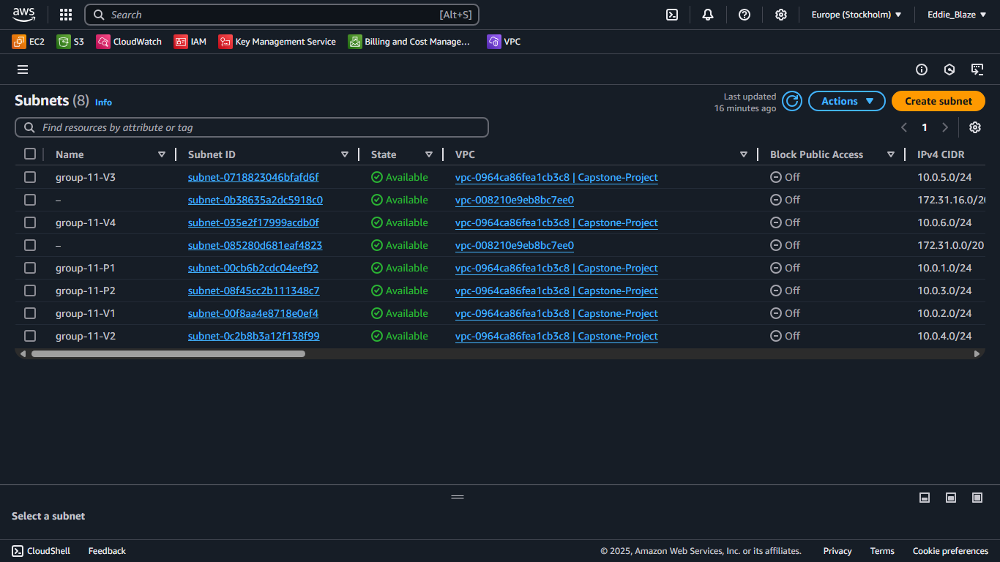 aws Search [Alt+S] Europe (Stockholm) Eddie_Blaze
EC2 S3 CloudWatch IAM Key Management Service Billing and Cost Manage... VPC
Subnets (8) Info
Last updated
16 minutes ago
Actions
Create subnet
Find resources by attribute or tag
1
Name Subnet ID State VPC Block Public Access IPv4 CIDR
group-11-V3 subnet-0718823046bfafd6f Available vpc-0964ca86fea1cb3c8 | Capstone-Project Off 10.0.5.0/24
– subnet-0b38635a2dc5918c0 Available vpc-008210e9eb8bc7ee0 Off 172.31.16.0/20
group-11-V4 subnet-035e2f17999acdb0f Available vpc-0964ca86fea1cb3c8 | Capstone-Project Off 10.0.6.0/24
– subnet-085280d681eaf4823 Available vpc-008210e9eb8bc7ee0 Off 172.31.0.0/20
group-11-P1 subnet-00cb6b2cdc04eef92 Available vpc-0964ca86fea1cb3c8 | Capstone-Project Off 10.0.1.0/24
group-11-P2 subnet-08f45cc2b111348c7 Available vpc-0964ca86fea1cb3c8 | Capstone-Project Off 10.0.3.0/24
group-11-V1 subnet-00f8aa4e8718e0ef4 Available vpc-0964ca86fea1cb3c8 | Capstone-Project Off 10.0.2.0/24
group-11-V2 subnet-0c2b8b3a12f138f99 Available vpc-0964ca86fea1cb3c8 | Capstone-Project Off 10.0.4.0/24
Select a subnet
CloudShell Feedback © 2025, Amazon Web Services, Inc. or its affiliates. Privacy Terms Cookie preferences